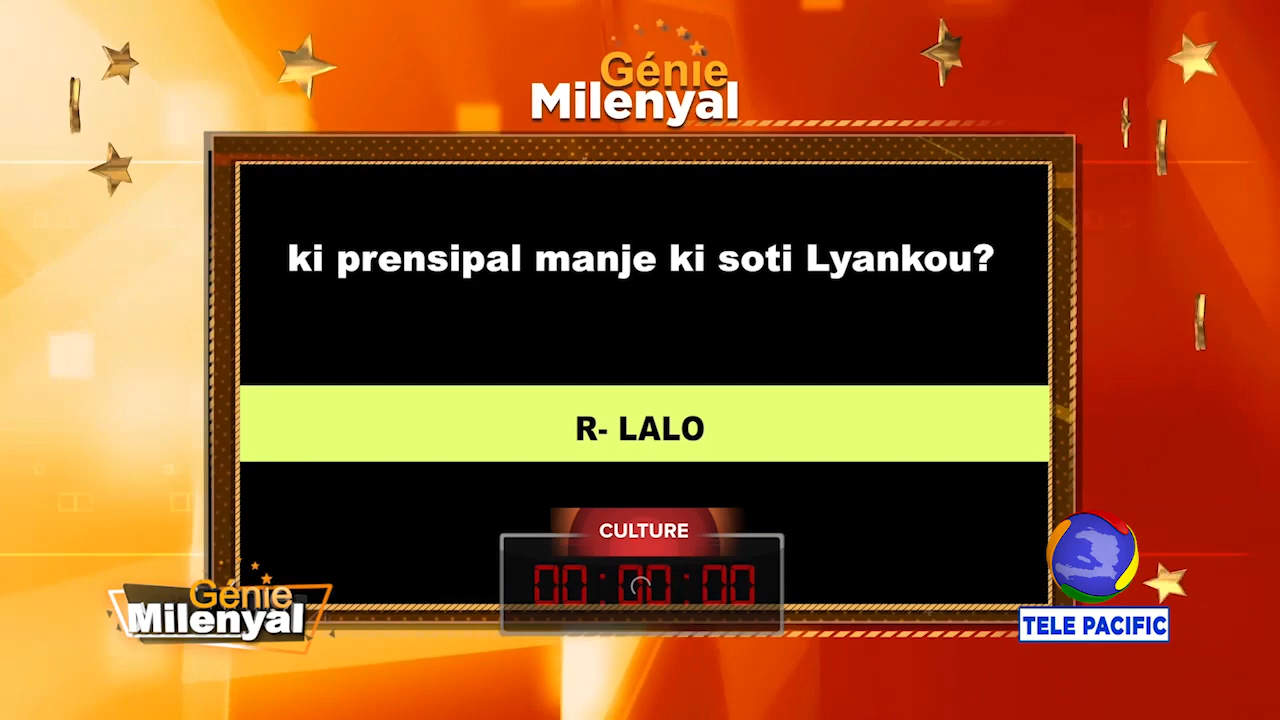 Génie
Milenyal
ki prensipal manje ki soti Lyankou?
R- LALO
CULTURE
00:00:00
Génie
Milenyal
TELE PACIFIC